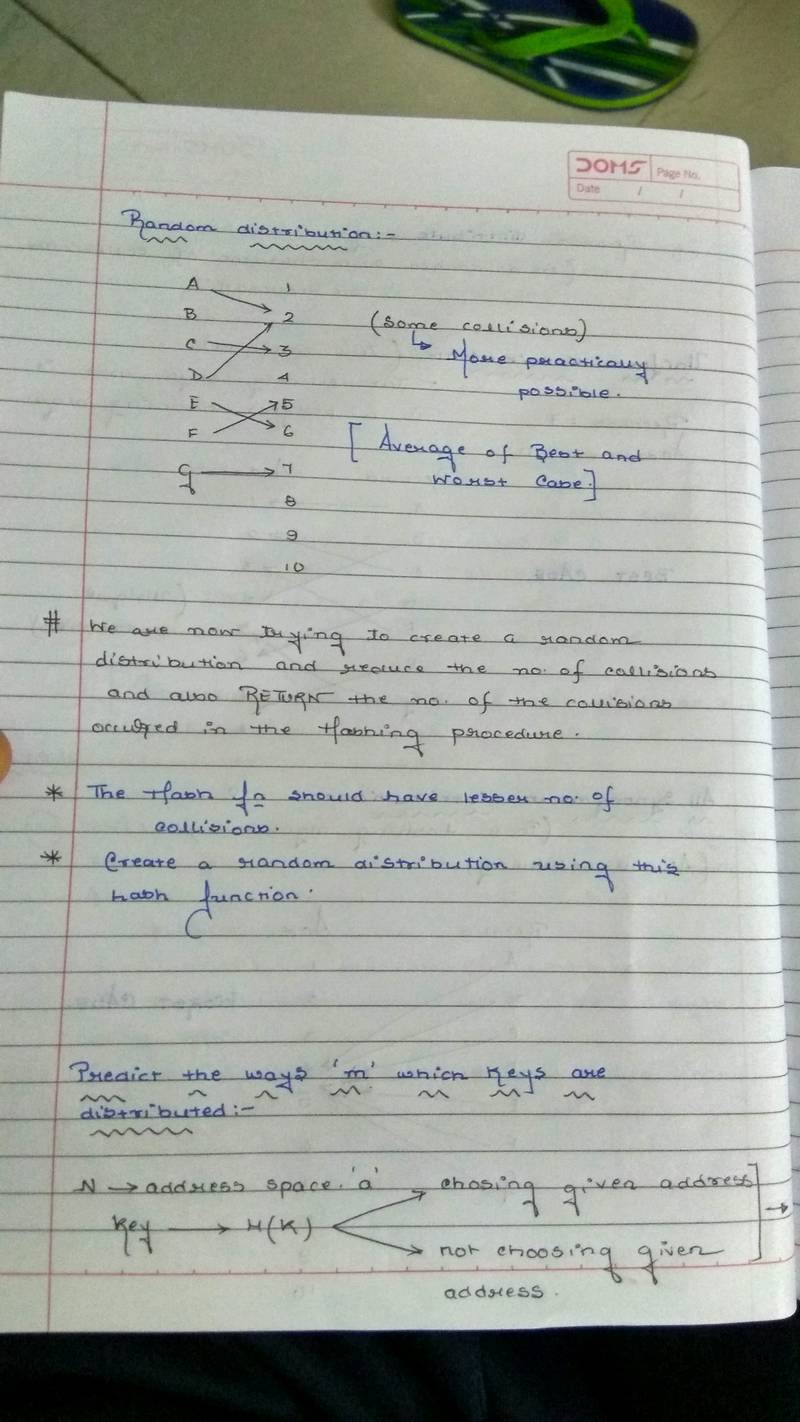 DOMS
Page No.
Date / /
Random distribution:-
A 1
B 2
C 3
D 4
E 5
F 6
G 7
8
9
10
(Some collisions)
↳ More practically
possible.
[Average of Best and
Worst Case.]
# We are now trying to create a random
distribution and reduce the no. of collisions
and also RETURN the no. of the collisions
occured in the Hashing procedure.
* The Hash fn should have lesser no. of
collisions.
* Create a random distribution using this
hash function.
Predict the ways 'm' which Keys are
distributed:-
N → address space. 'a' chosing given address
Key → H(K)
not choosing given
address.